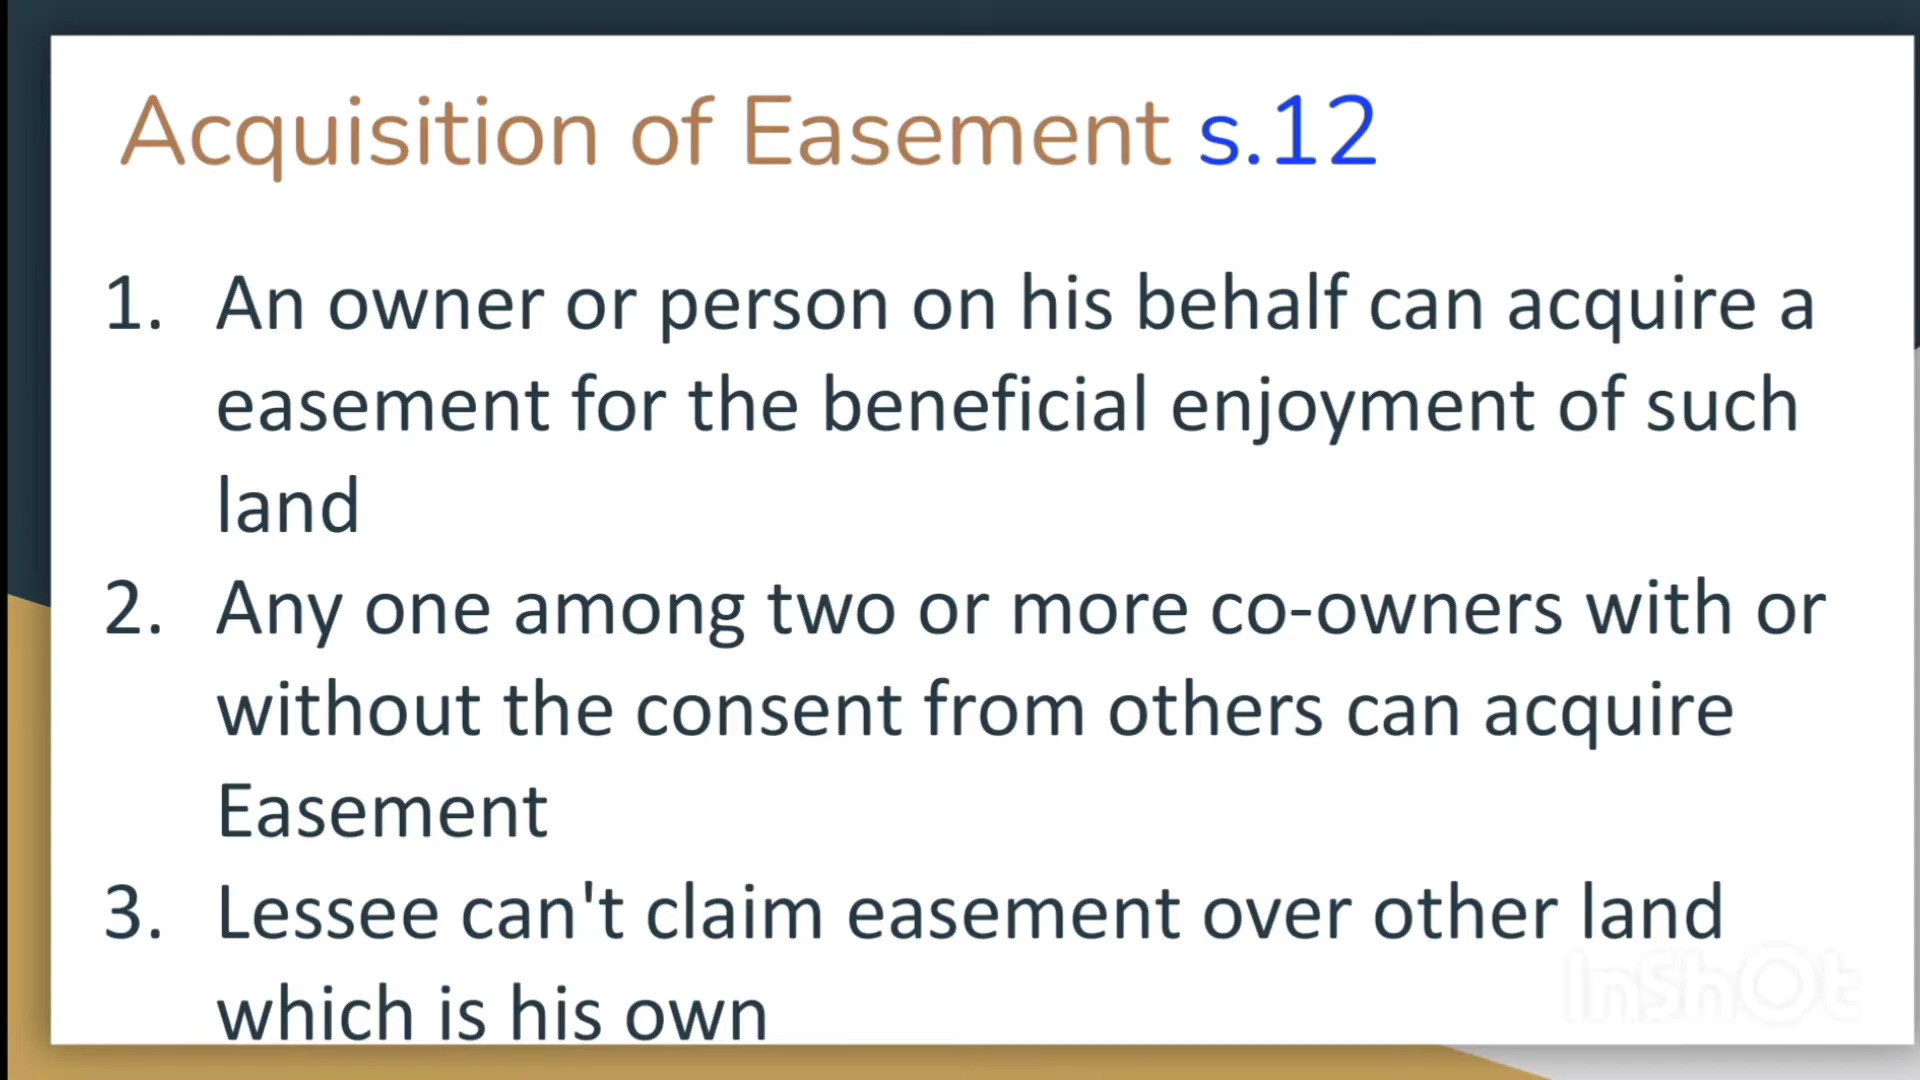 Acquisition of Easement s.12
1. An owner or person on his behalf can acquire a
easement for the beneficial enjoyment of such
land
2. Any one among two or more co-owners with or
without the consent from others can acquire
Easement
3. Lessee can't claim easement over other land
which is his own
InShOt